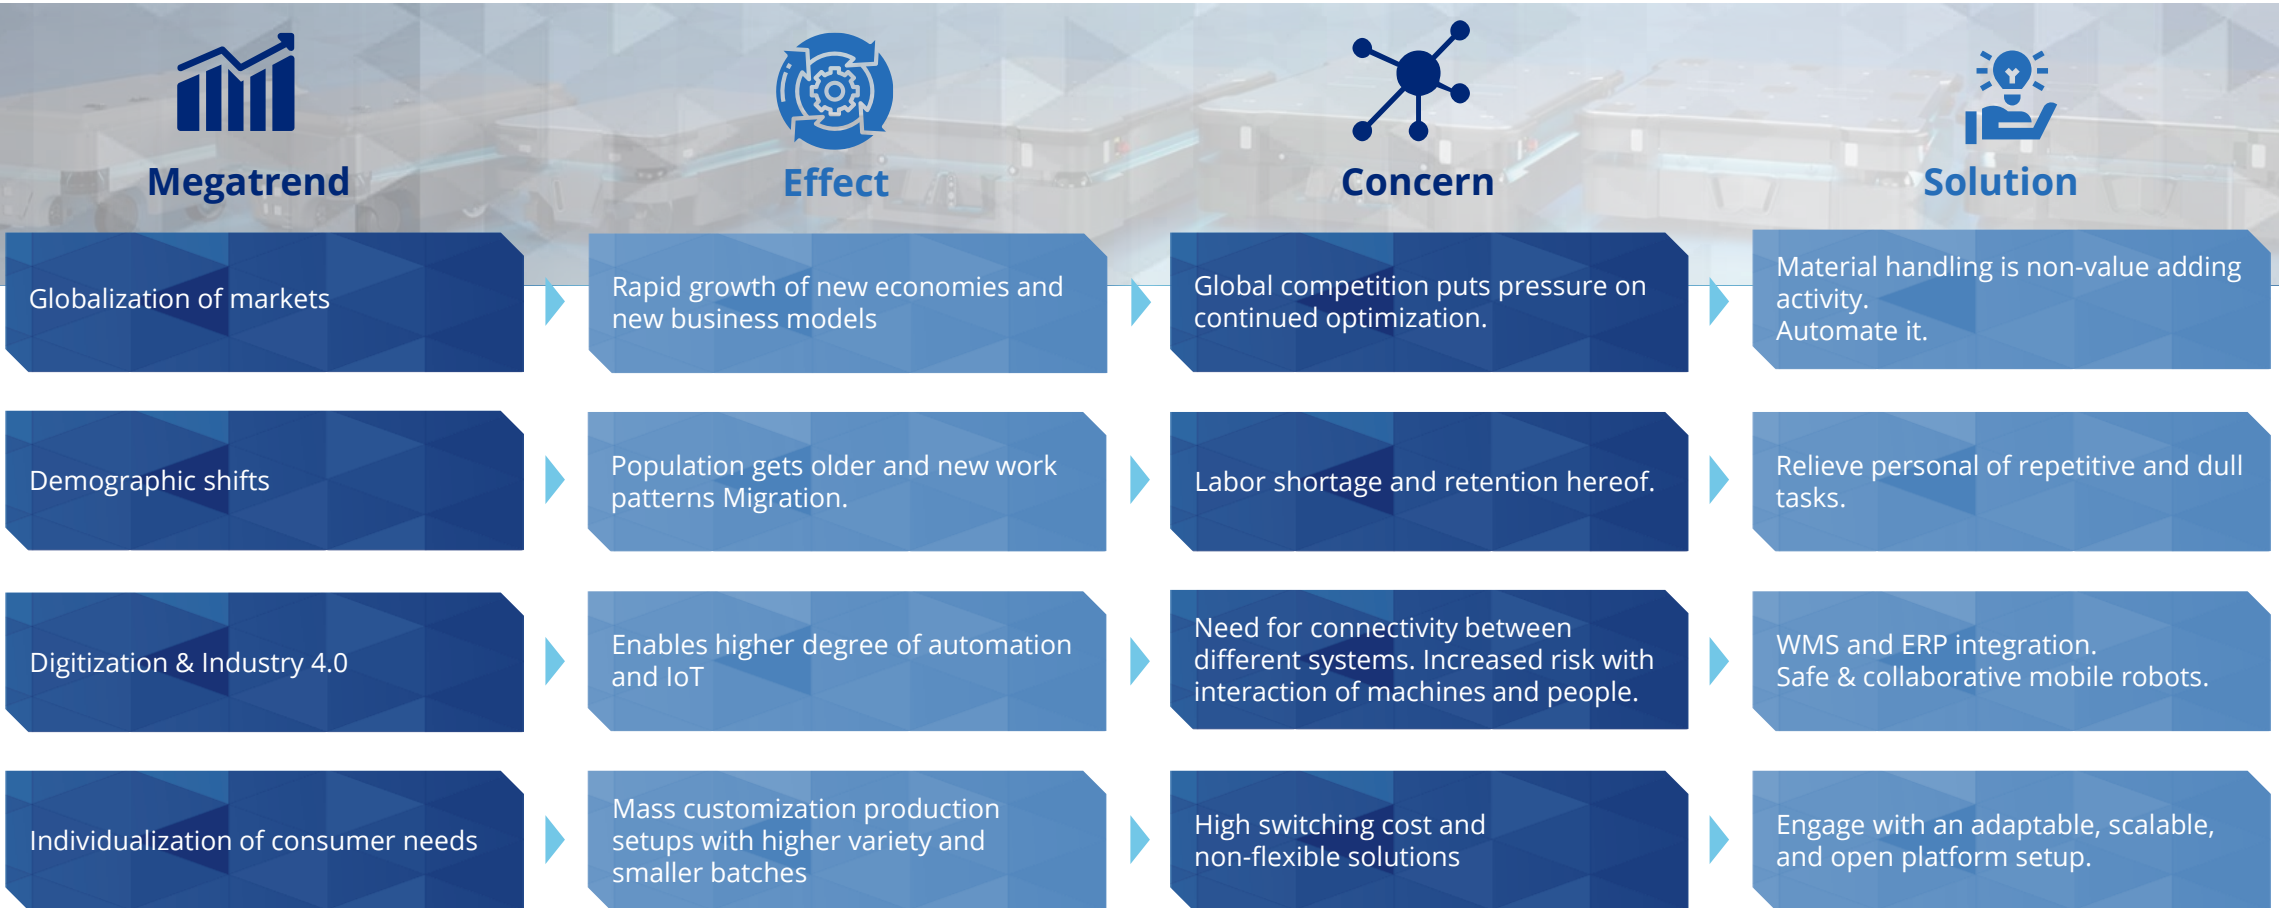 Megatrend
Effect
Concern
Solution
Globalization of markets
Rapid growth of new economies and
new business models
Global competition puts pressure on
continued optimization.
Material handling is non-value adding
activity.
Automate it.
Demographic shifts
Population gets older and new work
patterns Migration.
Labor shortage and retention hereof.
Relieve personal of repetitive and dull
tasks.
Digitization & Industry 4.0
Enables higher degree of automation
and IoT
Need for connectivity between
different systems. Increased risk with
interaction of machines and people.
WMS and ERP integration.
Safe & collaborative mobile robots.
Individualization of consumer needs
Mass customization production
setups with higher variety and
smaller batches
High switching cost and
non-flexible solutions
Engage with an adaptable, scalable,
and open platform setup.